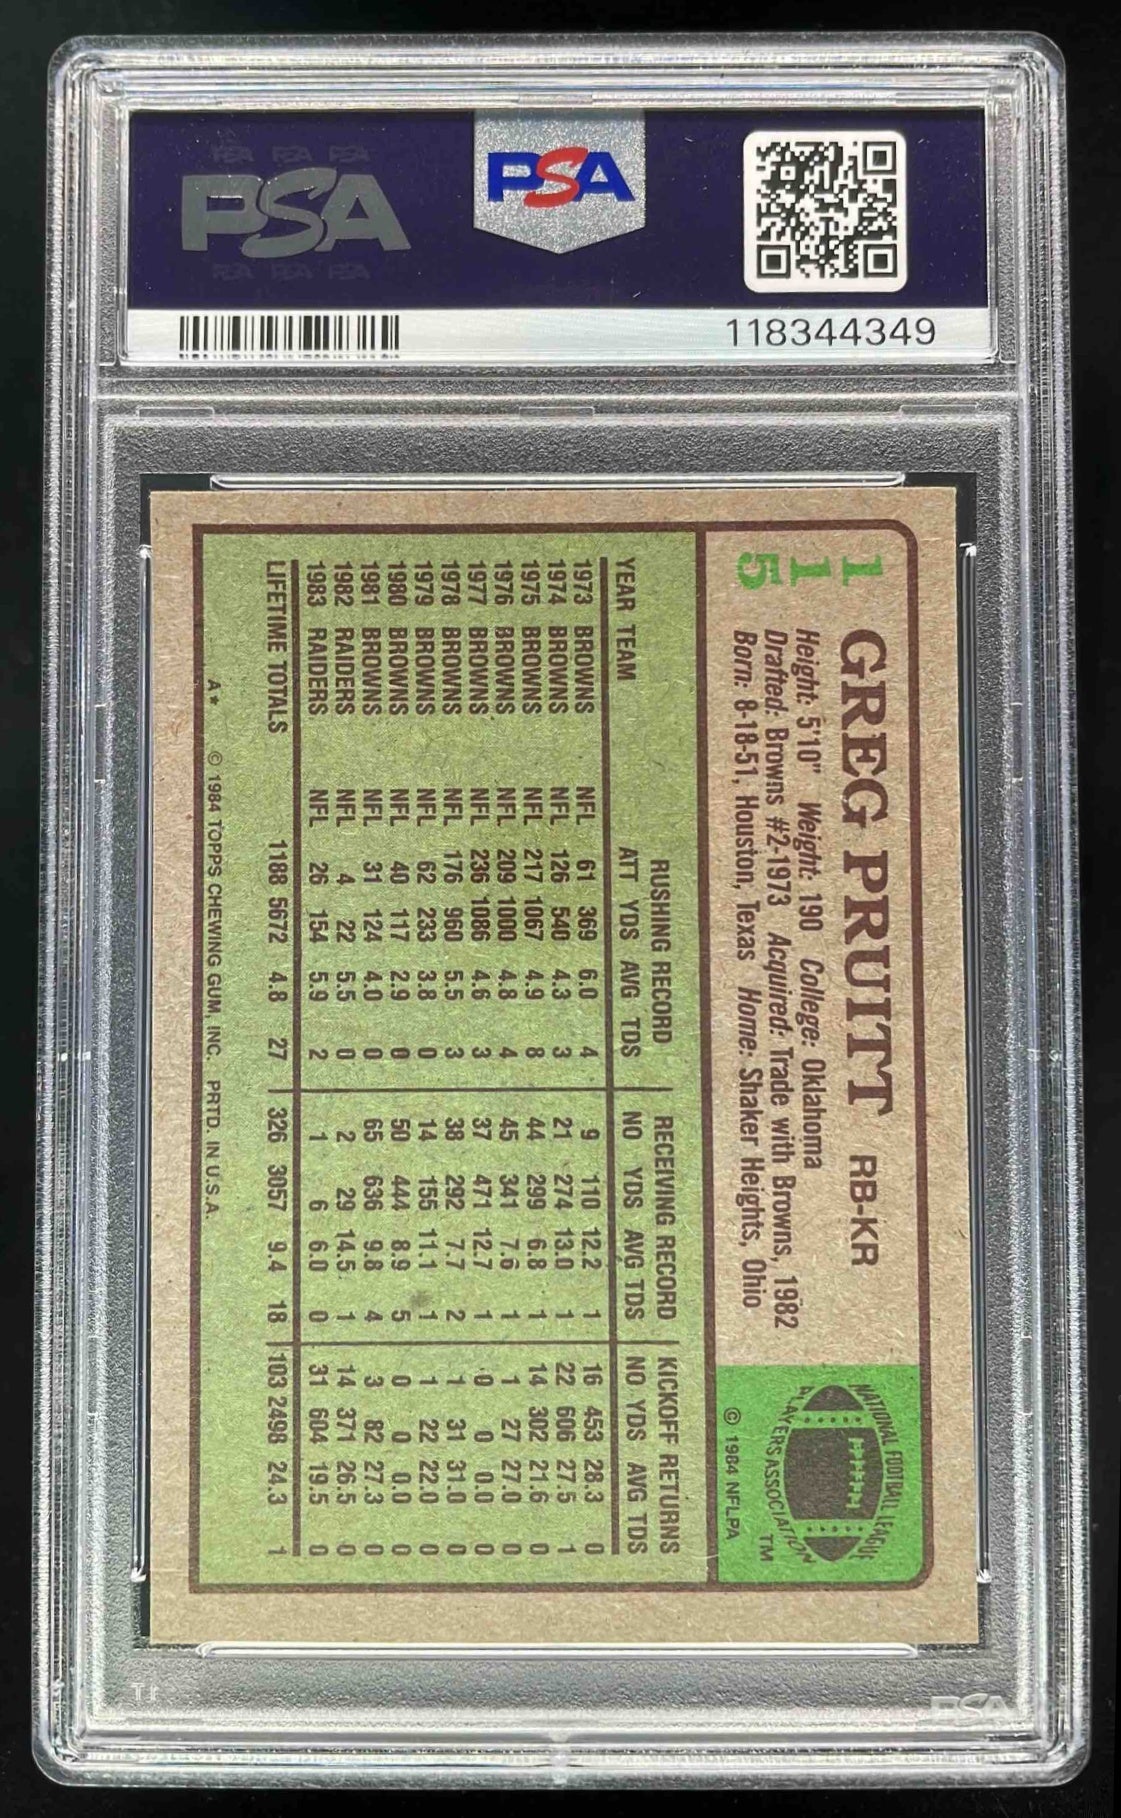 PSA PSA PSA
PSA
PSA PSA PSA
PSA
118344349
115
GREG PRUITT RB-KR
Height: 5'10" Weight: 190 College: Oklahoma
Drafted: Browns #2-1973 Acquired: Trade with Browns, 1982
Born: 8-18-51, Houston, Texas Home: Shaker Heights, Ohio
NATIONAL FOOTBALL LEAGUE
PLAYERS ASSOCIATION
TM
© 1984 NFLPA
RUSHING RECORD RECEIVING RECORD KICKOFF RETURNS
YEAR TEAM ATT YDS AVG TDS NO YDS AVG TDS NO YDS AVG TDS
1973 BROWNS NFL 61 369 6.0 4 9 110 12.2 1 16 453 28.3 0
1974 BROWNS NFL 126 540 4.3 3 21 274 13.0 1 22 606 27.5 1
1975 BROWNS NFL 217 1067 4.9 8 44 299 6.8 1 14 302 21.6 0
1976 BROWNS NFL 209 1000 4.8 4 45 341 7.6 1 1 27 27.0 0
1977 BROWNS NFL 236 1086 4.6 3 37 471 12.7 1 0 0 0.0 0
1978 BROWNS NFL 176 960 5.5 3 38 292 7.7 2 1 31 31.0 0
1979 BROWNS NFL 62 233 3.8 0 14 155 11.1 1 1 22 22.0 0
1980 BROWNS NFL 40 117 2.9 0 50 444 8.9 5 0 0 0.0 0
1981 BROWNS NFL 31 124 4.0 0 65 636 9.8 4 3 82 27.3 0
1982 RAIDERS NFL 4 22 5.5 0 2 29 14.5 1 14 371 26.5 0
1983 RAIDERS NFL 26 154 5.9 2 1 6 6.0 0 31 604 19.5 0
LIFETIME TOTALS 1188 5672 4.8 27 326 3057 9.4 18 103 2498 24.3 1
A* © 1984 TOPPS CHEWING GUM, INC. PRTD. IN U.S.A.
PSA